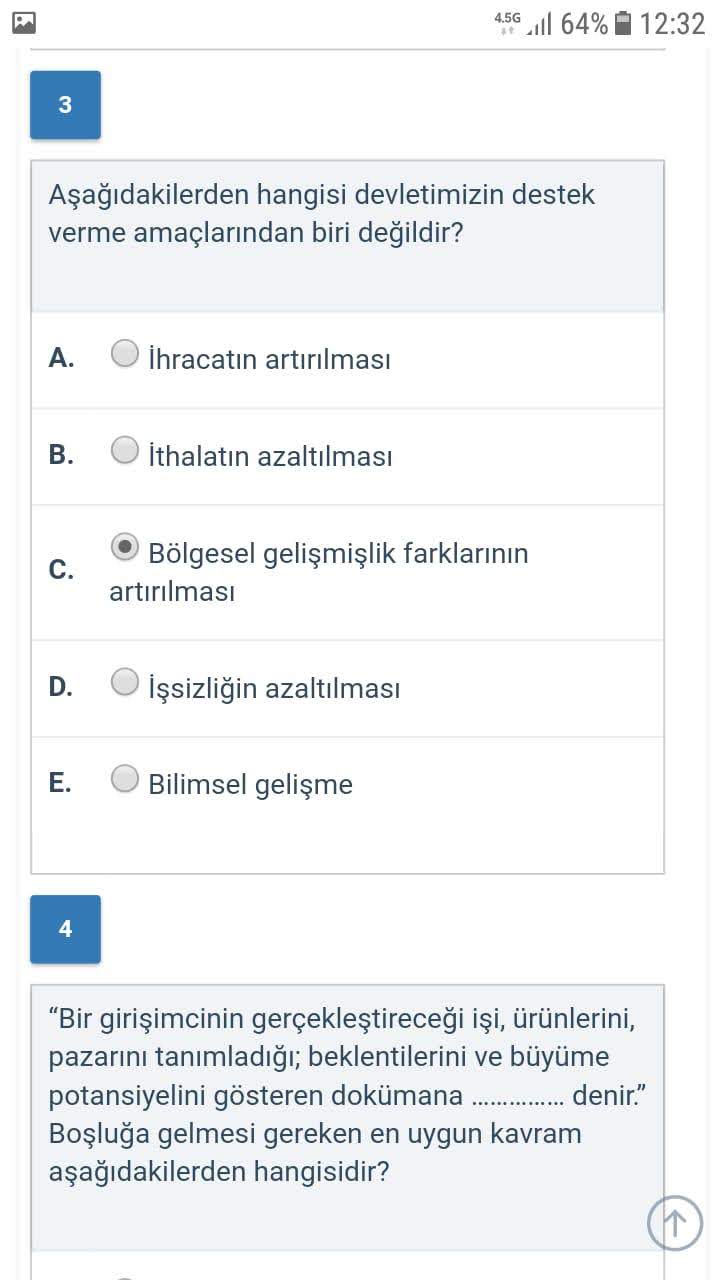 4.5G 64% 12:32
3
Aşağıdakilerden hangisi devletimizin destek
verme amaçlarından biri değildir?
A. İhracatın artırılması
B. İthalatın azaltılması
C. Bölgesel gelişmişlik farklarının
artırılması
D. İşsizliğin azaltılması
E. Bilimsel gelişme
4
“Bir girişimcinin gerçekleştireceği işi, ürünlerini,
pazarını tanımladığı; beklentilerini ve büyüme
potansiyelini gösteren dokümana ............... denir.”
Boşluğa gelmesi gereken en uygun kavram
aşağıdakilerden hangisidir?